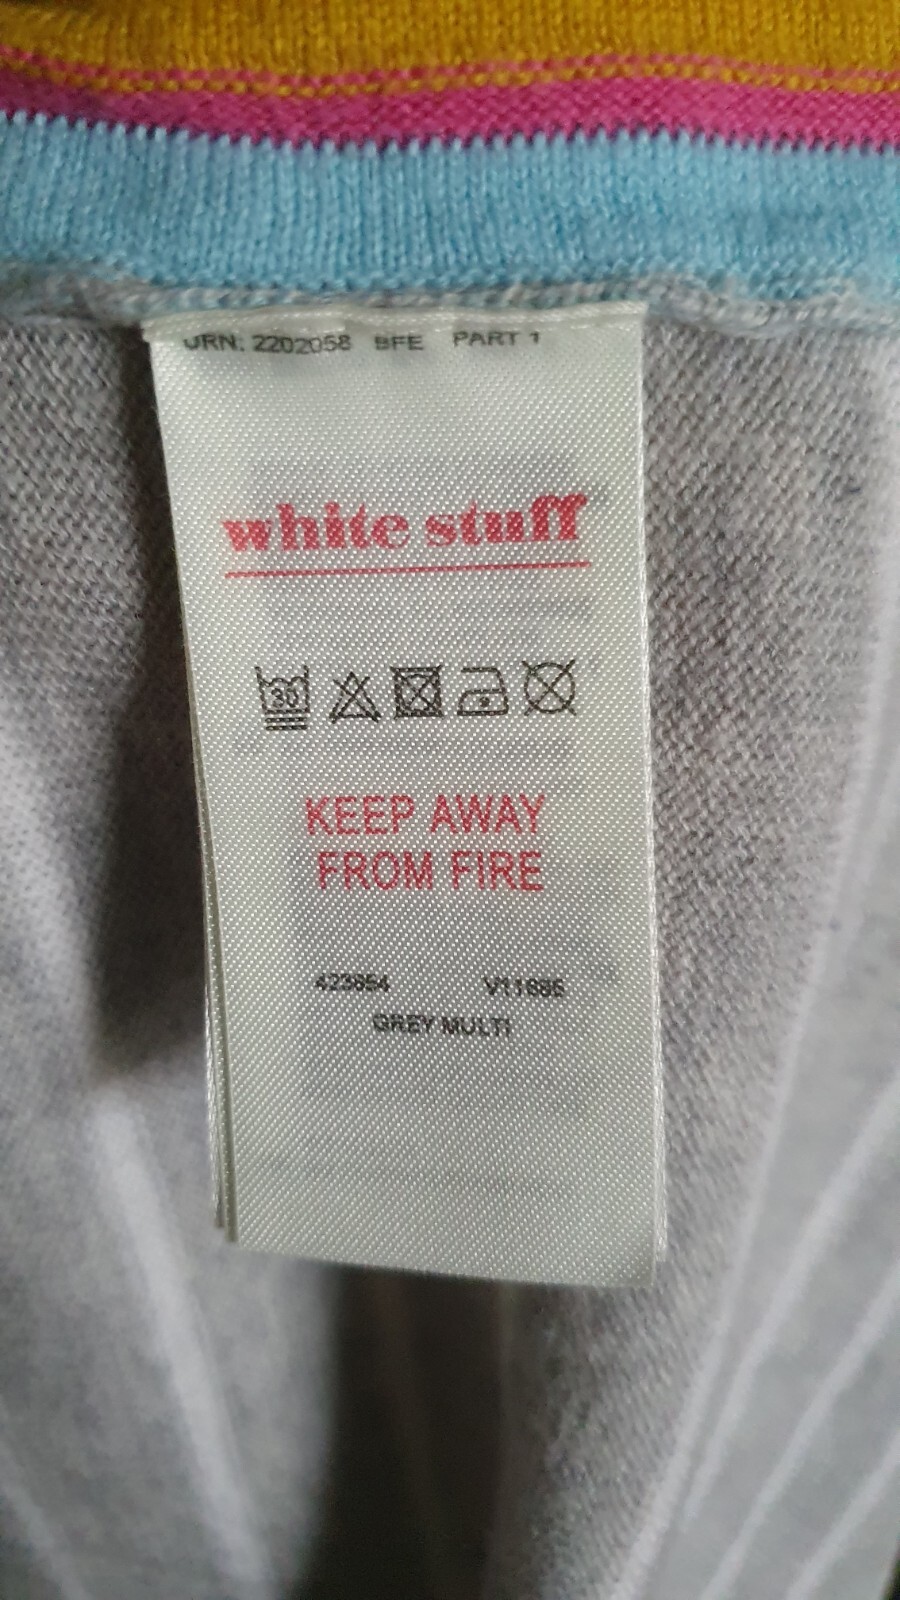 URN: 2202058 BFE PART 1
white stuff
30
KEEP AWAY
FROM FIRE
423854 V11686
GREY MULTI